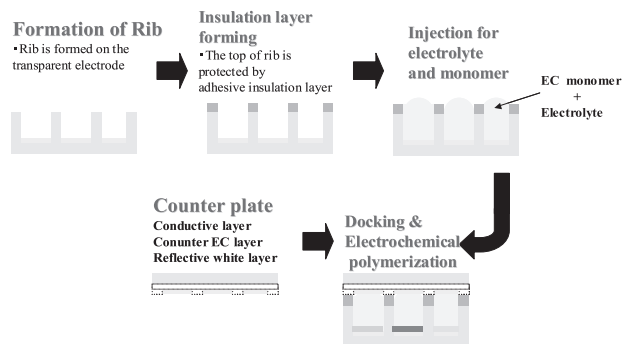 Formation of Rib
▪Rib is formed on the
transparent electrode
Insulation layer
forming
▪The top of rib is
protected by
adhesive insulation layer
Injection for
electrolyte
and monomer
EC monomer
+
Electrolyte
Counter plate
Conductive layer
Conunter EC layer
Reflective white layer
Docking &
Electrochemical
polymerization